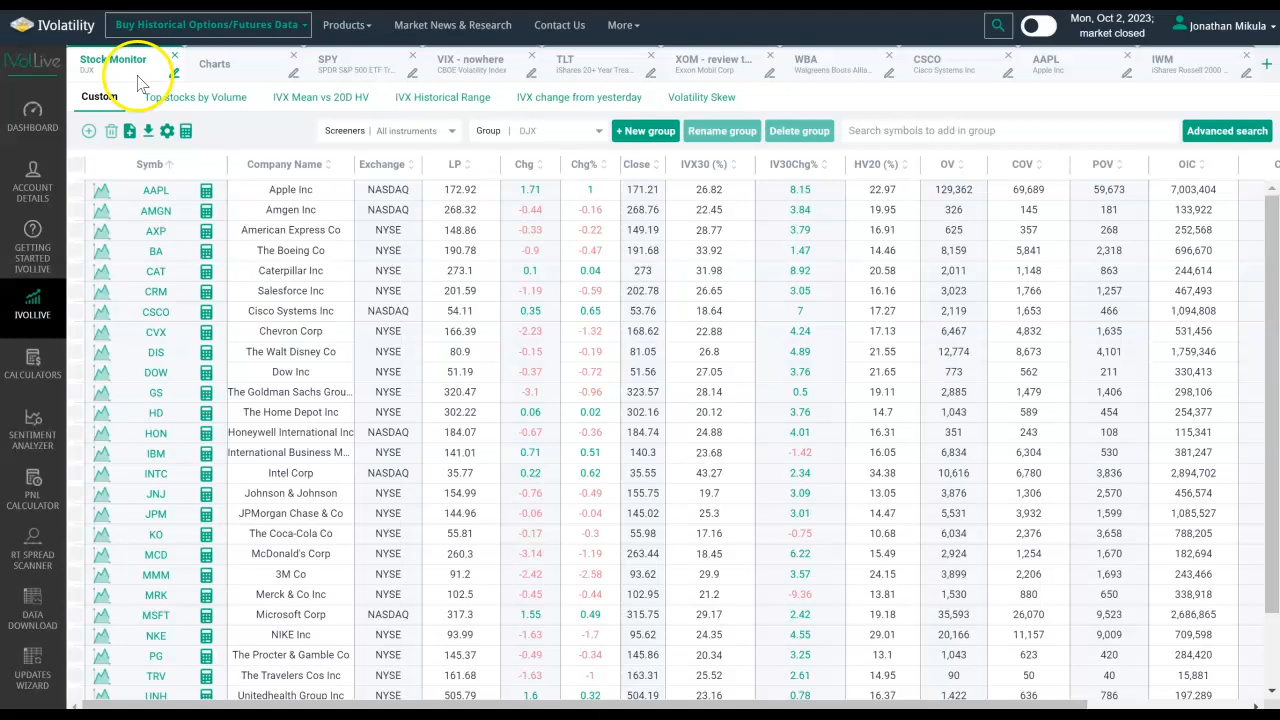 IVolatility Buy Historical Options/Futures Data Products Market News & Research Contact Us More Mon, Oct 2, 2023; market closed Jonathan Mikula
IVolLive
Stock Monitor DJX
Charts
SPY SPDR S&P 500 ETF Tr...
VIX - nowhere CBOE Volatility Index
TLT iShares 20+ Year Trea...
XOM - review t... Exxon Mobil Corp
WBA Walgreens Boots Allia...
CSCO Cisco Systems Inc
AAPL Apple Inc
IWM iShares Russell 2000 ...
Custom Top stocks by Volume IVX Mean vs 20D HV IVX Historical Range IVX change from yesterday Volatility Skew
Screeners All instruments Group DJX + New group Rename group Delete group Search symbols to add in group Advanced search
DASHBOARD
ACCOUNT DETAILS
GETTING STARTED IVOLLIVE
IVOLLIVE
CALCULATORS
SENTIMENT ANALYZER
PNL CALCULATOR
RT SPREAD SCANNER
DATA DOWNLOAD
UPDATES WIZARD
Symb Company Name Exchange LP Chg Chg% Close IVX30 (%) IV30Chg% HV20 (%) OV COV POV OIC C
AAPL Apple Inc NASDAQ 172.92 1.71 1 171.21 26.82 8.15 22.97 129,362 69,689 59,673 7,003,404
AMGN Amgen Inc NASDAQ 268.32 -0.44 -0.16 268.76 22.45 3.84 19.95 326 145 181 133,922
AXP American Express Co NYSE 148.86 -0.33 -0.22 149.19 28.77 3.79 16.91 625 357 268 252,568
BA The Boeing Co NYSE 190.78 -0.9 -0.47 191.68 33.92 1.47 14.46 8,159 5,841 2,318 696,670
CAT Caterpillar Inc NYSE 273.1 0.1 0.04 273 31.98 8.92 20.58 2,011 1,148 863 244,614
CRM Salesforce Inc NYSE 201.59 -1.19 -0.59 202.78 26.65 3.05 16.16 3,023 1,766 1,257 467,493
CSCO Cisco Systems Inc NASDAQ 54.11 0.35 0.65 53.76 18.64 7 17.27 2,119 1,653 466 1,094,808
CVX Chevron Corp NYSE 166.39 -2.23 -1.32 168.62 22.88 4.24 17.13 6,467 4,832 1,635 531,456
DIS The Walt Disney Co NYSE 80.9 -0.15 -0.19 81.05 26.8 4.89 21.55 12,774 8,673 4,101 1,759,346
DOW Dow Inc NYSE 51.19 -0.37 -0.72 51.56 27.05 3.76 21.65 773 562 211 330,413
GS The Goldman Sachs Grou... NYSE 320.47 -3.1 -0.96 323.57 28.14 0.5 19.11 2,885 1,479 1,406 298,106
HD The Home Depot Inc NYSE 302.22 0.06 0.02 302.16 20.12 3.76 14.7 1,043 589 454 254,377
HON Honeywell International Inc NASDAQ 184.07 -0.67 -0.36 184.74 24.88 4.01 16.31 351 243 108 115,341
IBM International Business M... NYSE 141.01 0.71 0.51 140.3 23.68 -1.42 16.05 6,834 6,304 530 381,247
INTC Intel Corp NASDAQ 35.77 0.22 0.62 35.55 43.27 2.34 34.38 10,616 6,780 3,836 2,894,702
JNJ Johnson & Johnson NYSE 154.99 -0.76 -0.49 155.75 19.7 3.09 13.05 3,876 1,306 2,570 456,574
JPM JPMorgan Chase & Co NYSE 144.96 -0.06 -0.04 145.02 25.3 3.01 14.47 5,531 3,932 1,599 1,085,527
KO The Coca-Cola Co NYSE 55.81 -0.17 -0.3 55.98 17.16 -0.75 10.68 6,034 2,376 3,658 788,205
MCD McDonald's Corp NYSE 260.3 -3.14 -1.19 263.44 18.45 6.22 15.49 2,924 1,254 1,670 182,694
MMM 3M Co NYSE 91.2 -2.42 -2.58 93.62 29.9 3.57 24.15 3,899 2,206 1,693 243,466
MRK Merck & Co Inc NYSE 102.5 -0.45 -0.44 102.95 21.2 -9.36 13.81 1,530 880 650 338,918
MSFT Microsoft Corp NASDAQ 317.3 1.55 0.49 315.75 29.17 2.42 19.18 35,593 26,070 9,523 2,686,865
NKE NIKE Inc NYSE 93.99 -1.63 -1.7 95.62 24.35 4.55 29.01 20,166 11,157 9,009 709,598
PG The Procter & Gamble Co NYSE 145.37 -0.49 -0.34 145.86 20.34 3.25 13.1 1,043 623 420 284,420
TRV The Travelers Cos Inc NYSE 161.68 -1.63 -1 163.31 25.52 2.61 14.95 90 50 40 15,881
UNH Unitedhealth Group Inc NYSE 505.79 1.6 0.32 504.19 23.16 0.78 16.37 1,422 636 786 197,289